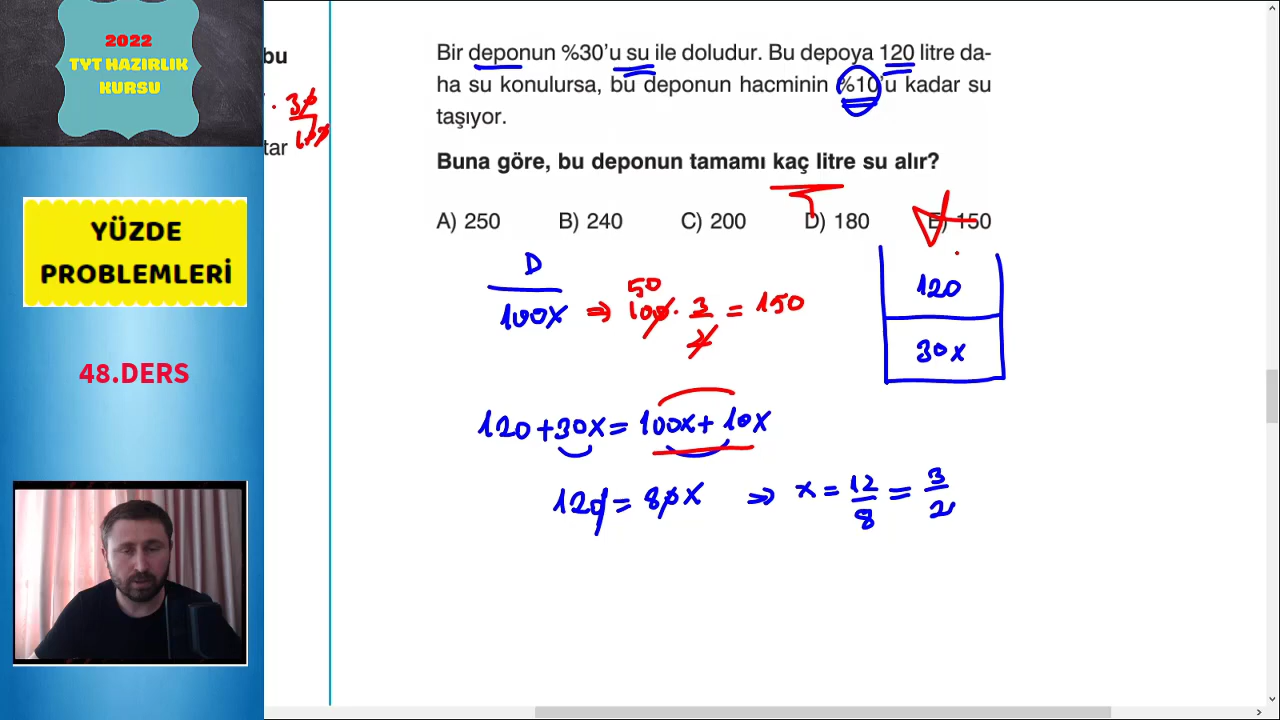 2022
TYT HAZIRLIK
KURSU
YÜZDE
PROBLEMLERİ
48.DERS
bu
. 30/100
tar
Bir deponun %30'u su ile doludur. Bu depoya 120 litre da-
ha su konulursa, bu deponun hacminin %10'u kadar su
taşıyor.
Buna göre, bu deponun tamamı kaç litre su alır?
A) 250 B) 240 C) 200 D) 180 E) 150
D
100x ⇒ 100 · 3/2 = 150
50
120
30x
120 + 30x = 100x + 10x
120 = 80x ⇒ x = 12/8 = 3/2